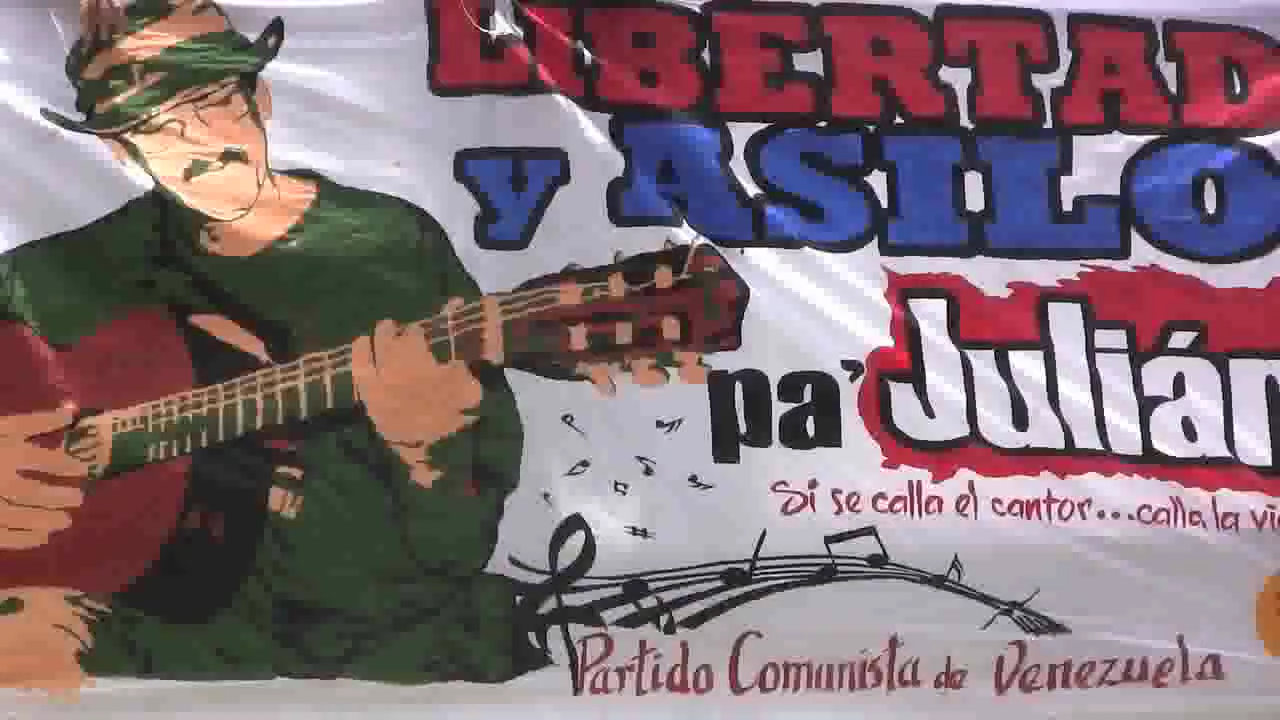 LIBERTAD
y ASILO
pa' Julián
Si se calla el cantor...calla la
Partido Comunista de Venezuela